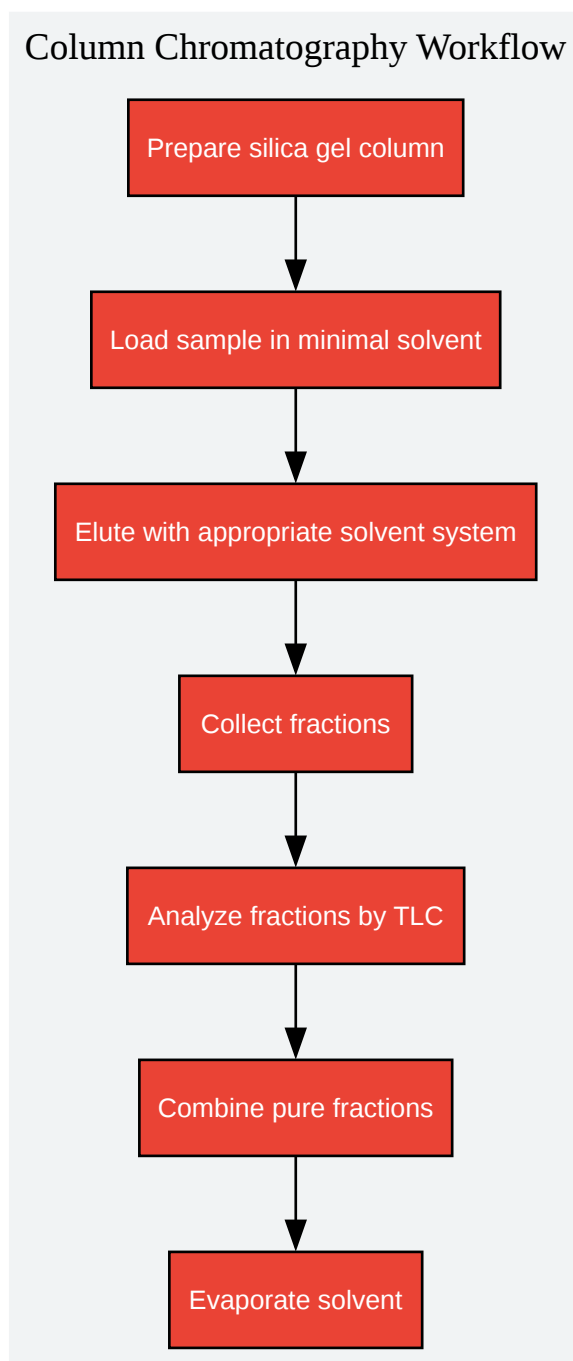 Column Chromatography Workflow
Prepare silica gel column
Load sample in minimal solvent
Elute with appropriate solvent system
Collect fractions
Analyze fractions by TLC
Combine pure fractions
Evaporate solvent